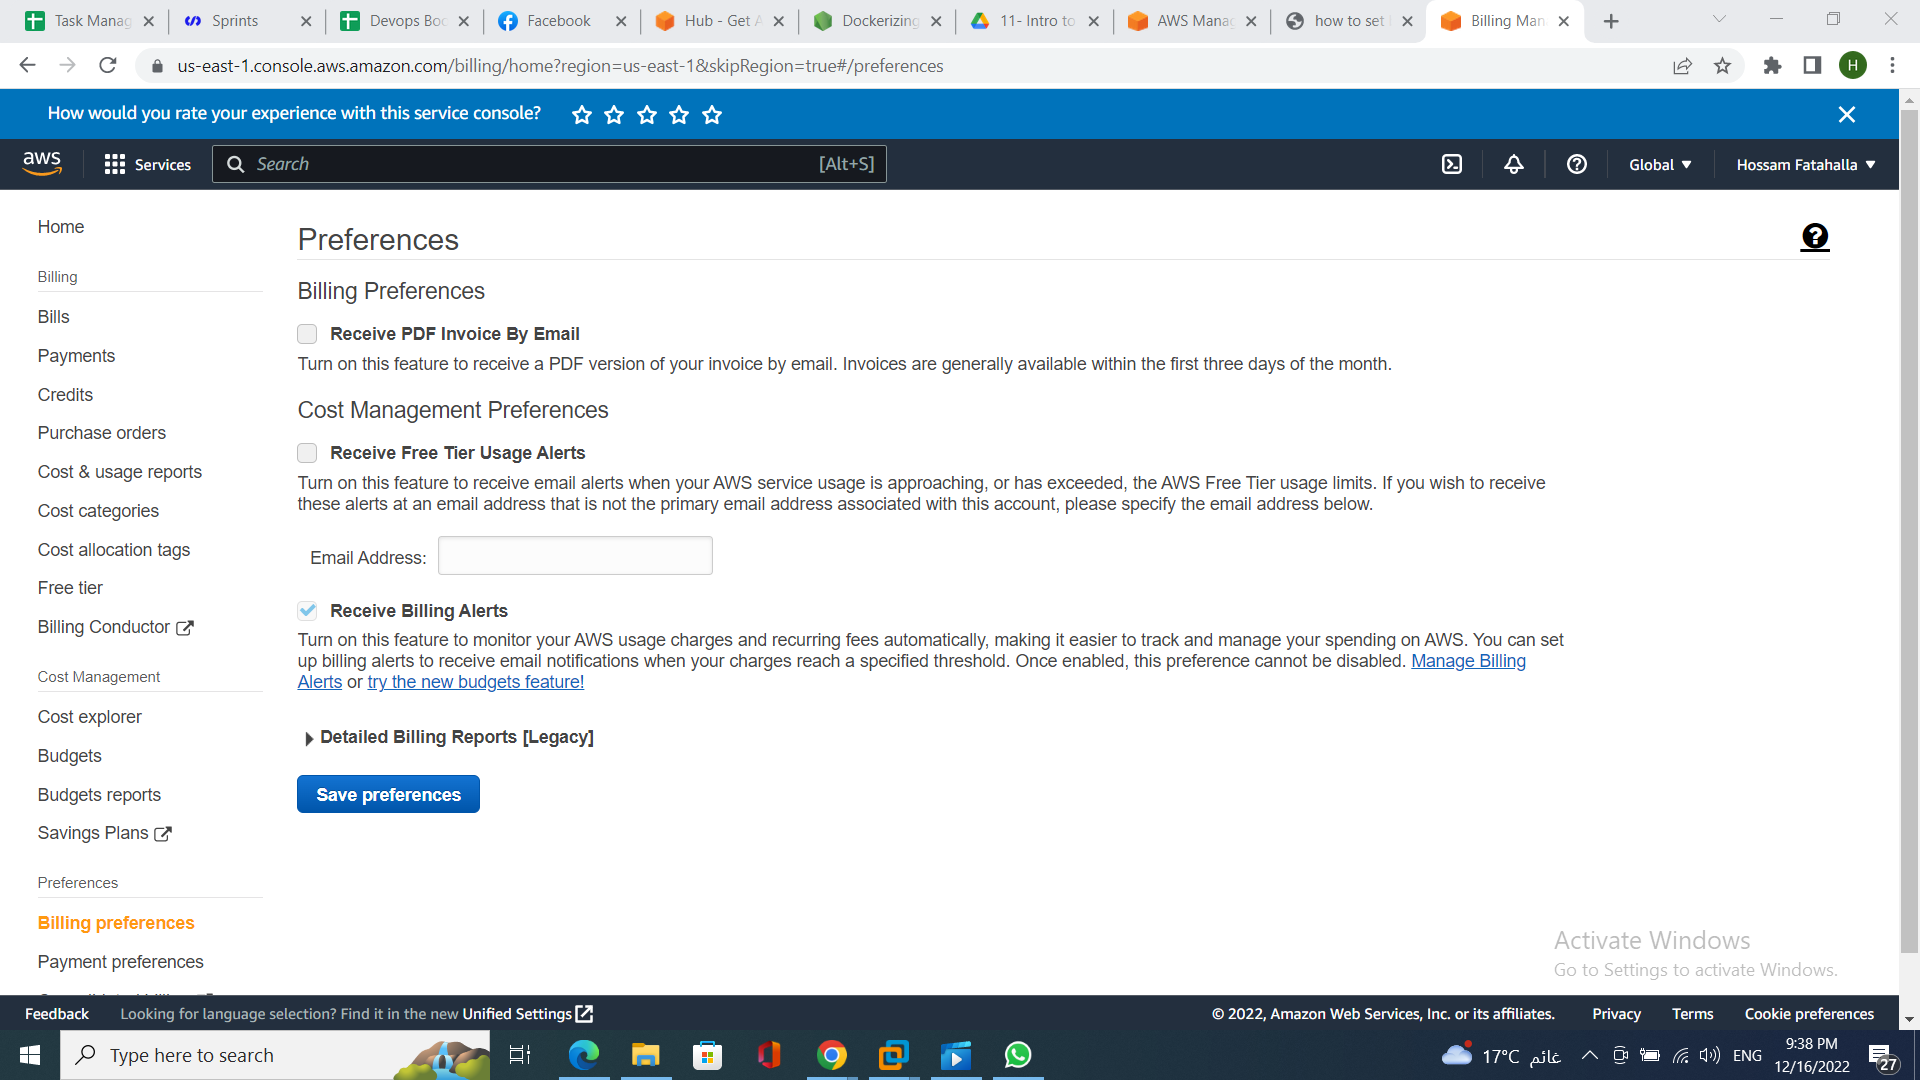 Task Manag
Sprints
Devops Boo
Facebook
Hub - Get A
Dockerizing
11- Intro to
AWS Manag
how to set
Billing Man
us-east-1.console.aws.amazon.com/billing/home?region=us-east-1&skipRegion=true#/preferences
H
How would you rate your experience with this service console?
aws
Services
Search
[Alt+S]
Global
Hossam Fatahalla
Home
Billing
Bills
Payments
Credits
Purchase orders
Cost & usage reports
Cost categories
Cost allocation tags
Free tier
Billing Conductor
Cost Management
Cost explorer
Budgets
Budgets reports
Savings Plans
Preferences
Billing preferences
Payment preferences
Preferences
Billing Preferences
Receive PDF Invoice By Email
Turn on this feature to receive a PDF version of your invoice by email. Invoices are generally available within the first three days of the month.
Cost Management Preferences
Receive Free Tier Usage Alerts
Turn on this feature to receive email alerts when your AWS service usage is approaching, or has exceeded, the AWS Free Tier usage limits. If you wish to receive
these alerts at an email address that is not the primary email address associated with this account, please specify the email address below.
Email Address:
Receive Billing Alerts
Turn on this feature to monitor your AWS usage charges and recurring fees automatically, making it easier to track and manage your spending on AWS. You can set
up billing alerts to receive email notifications when your charges reach a specified threshold. Once enabled, this preference cannot be disabled. Manage Billing
Alerts or try the new budgets feature!
Detailed Billing Reports [Legacy]
Save preferences
Activate Windows
Go to Settings to activate Windows.
Feedback
Looking for language selection? Find it in the new Unified Settings
© 2022, Amazon Web Services, Inc. or its affiliates.
Privacy
Terms
Cookie preferences
Type here to search
17°C غائم
ENG
9:38 PM
12/16/2022
27